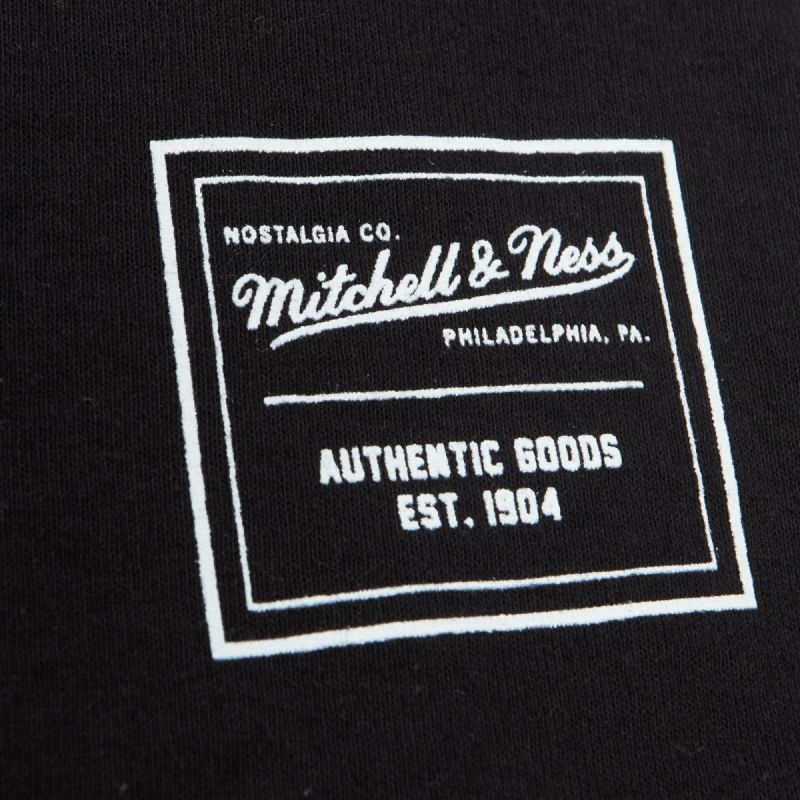 NOSTALGIA CO.
Mitchell & Ness
PHILADELPHIA, PA.
AUTHENTIC GOODS
EST. 1904